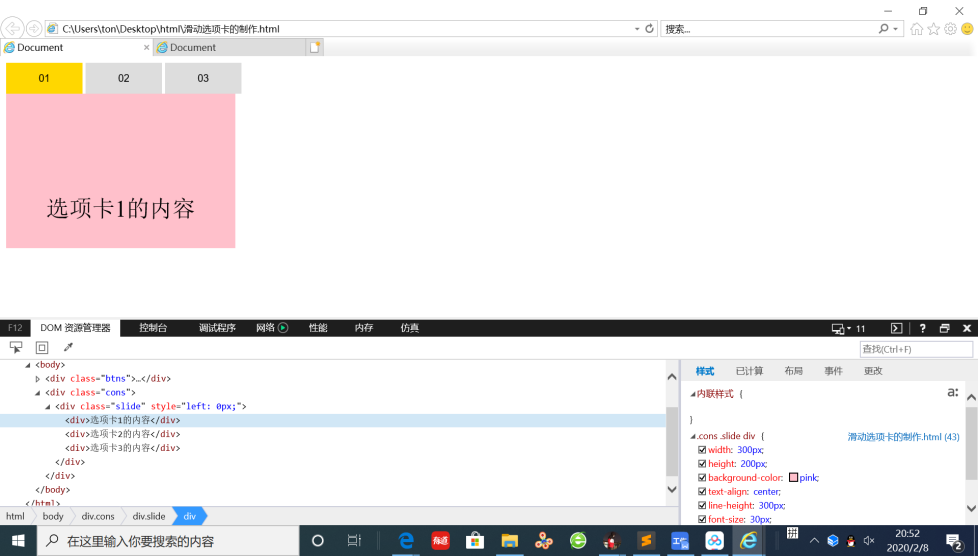 C:\Users\ton\Desktop\html\滑动选项卡的制作.html
搜索...
Document
Document
01 02 03
选项卡1的内容
F12 DOM 资源管理器 控制台 调试程序 网络 性能 内存 仿真 11 ?
查找(Ctrl+F)
<body>
<div class="btns">…</div>
<div class="cons">
<div class="slide" style="left: 0px;">
<div>选项卡1的内容</div>
<div>选项卡2的内容</div>
<div>选项卡3的内容</div>
</div>
</div>
</body>
</html>
html body div.cons div.slide div
样式 已计算 布局 事件 更改
内联样式 {
a:
}
.cons .slide div {
滑动选项卡的制作.html (43)
width: 300px;
height: 200px;
background-color: pink;
text-align: center;
line-height: 300px;
font-size: 30px;
在这里输入你要搜索的内容
20:52
2020/2/8
2